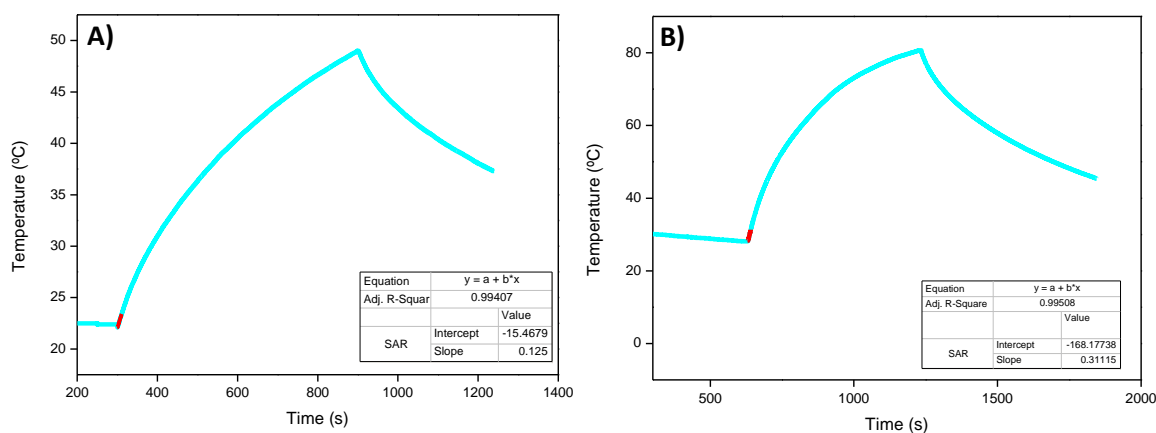 A)
50
45
40
35
30
25
20
200 400 600 800 1000 1200 1400
Temperature (ºC)
Time (s)
Equation y = a + b*x
Adj. R-Squar 0.99407
Value
SAR Intercept -15.4679
Slope 0.125
B)
80
60
40
20
0
500 1000 1500 2000
Temperature (ºC)
Time (s)
Equation y = a + b*x
Adj. R-Square 0.99508
Value
SAR Intercept -168.17738
Slope 0.31115